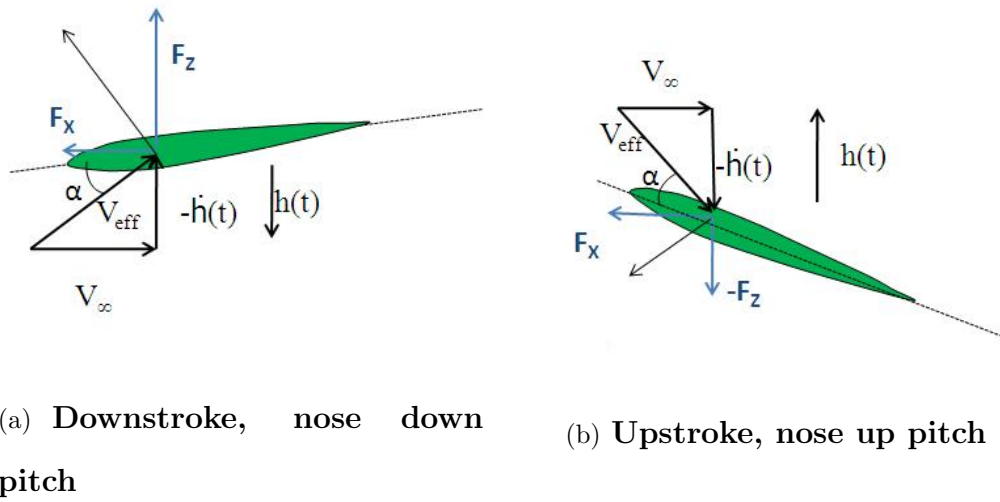 F_Z
F_X
α
V_eff
-ḣ(t)
h(t)
V_∞
V_∞
V_eff
-ḣ(t)
h(t)
α
F_X
-F_Z
(a) Downstroke, nose down
pitch
(b) Upstroke, nose up pitch